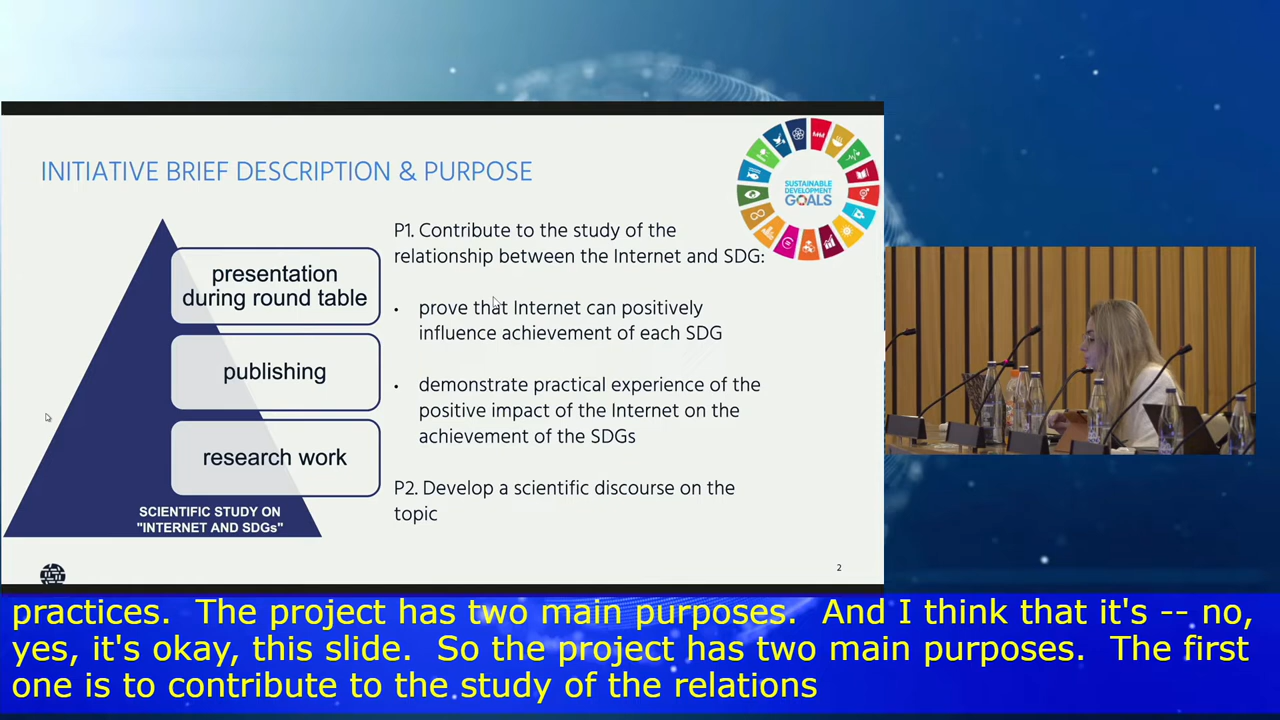 INITIATIVE BRIEF DESCRIPTION & PURPOSE
SUSTAINABLE
DEVELOPMENT
GOALS
presentation
during round table
publishing
research work
SCIENTIFIC STUDY ON
"INTERNET AND SDGs"
P1. Contribute to the study of the
relationship between the Internet and SDG:
• prove that Internet can positively
influence achievement of each SDG
• demonstrate practical experience of the
positive impact of the Internet on the
achievement of the SDGs
P2. Develop a scientific discourse on the
topic
2
practices. The project has two main purposes. And I think that it's -- no,
yes, it's okay, this slide. So the project has two main purposes. The first
one is to contribute to the study of the relations